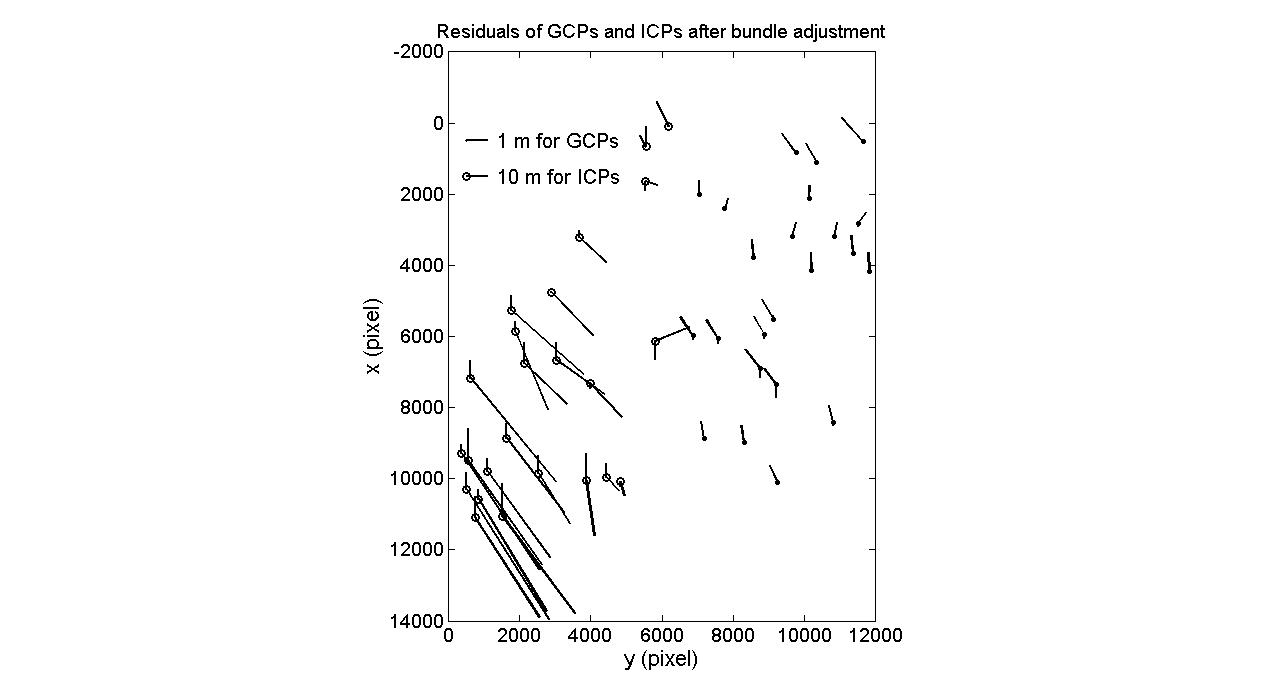 Residuals of GCPs and ICPs after bundle adjustment
-2000
0
1 m for GCPs
10 m for ICPs
2000
4000
x (pixel)
6000
8000
10000
12000
14000
0 2000 4000 6000 8000 10000 12000
y (pixel)